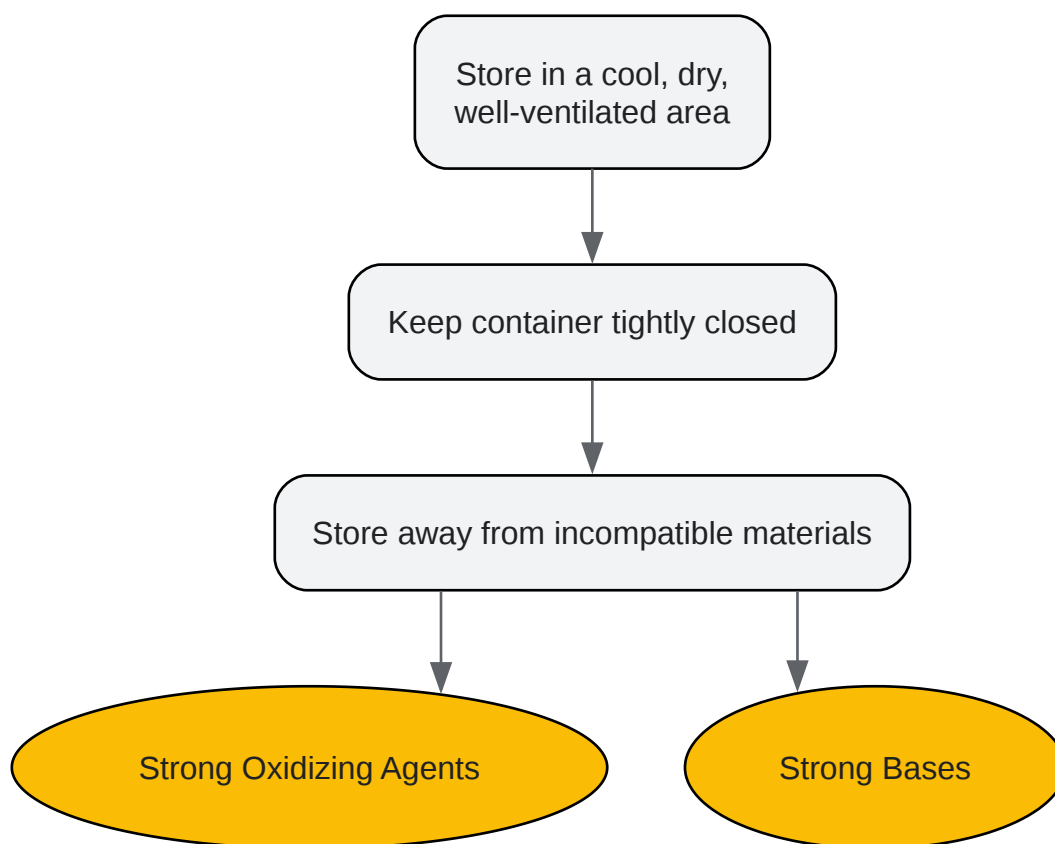 Store in a cool, dry,
well-ventilated area
Keep container tightly closed
Store away from incompatible materials
Strong Oxidizing Agents
Strong Bases